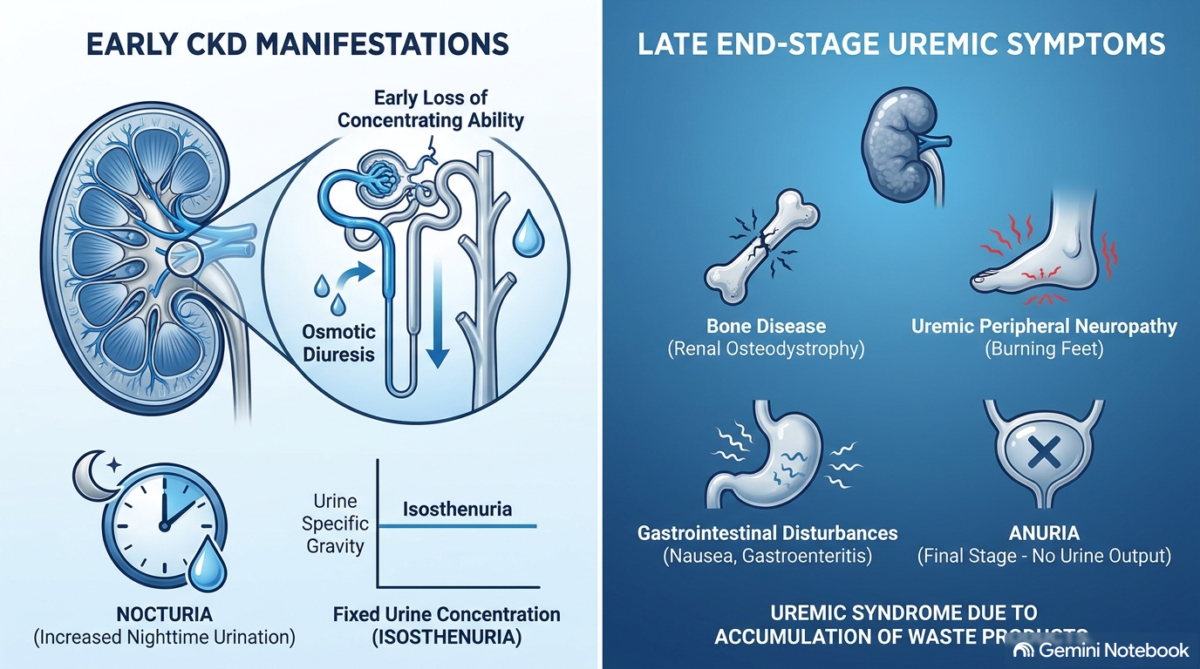 EARLY CKD MANIFESTATIONS
Early Loss of
Concentrating Ability
Osmotic
Diuresis
NOCTURIA
(Increased Nighttime Urination)
Urine
Specific
Gravity
Isosthenuria
Fixed Urine Concentration
(ISOSTHENURIA)
LATE END-STAGE UREMIC SYMPTOMS
Bone Disease
(Renal Osteodystrophy)
Uremic Peripheral Neuropathy
(Burning Feet)
Gastrointestinal Disturbances
(Nausea, Gastroenteritis)
ANURIA
(Final Stage - No Urine Output)
UREMIC SYNDROME DUE TO
ACCUMULATION OF WASTE PRODUCTS
Gemini Notebook